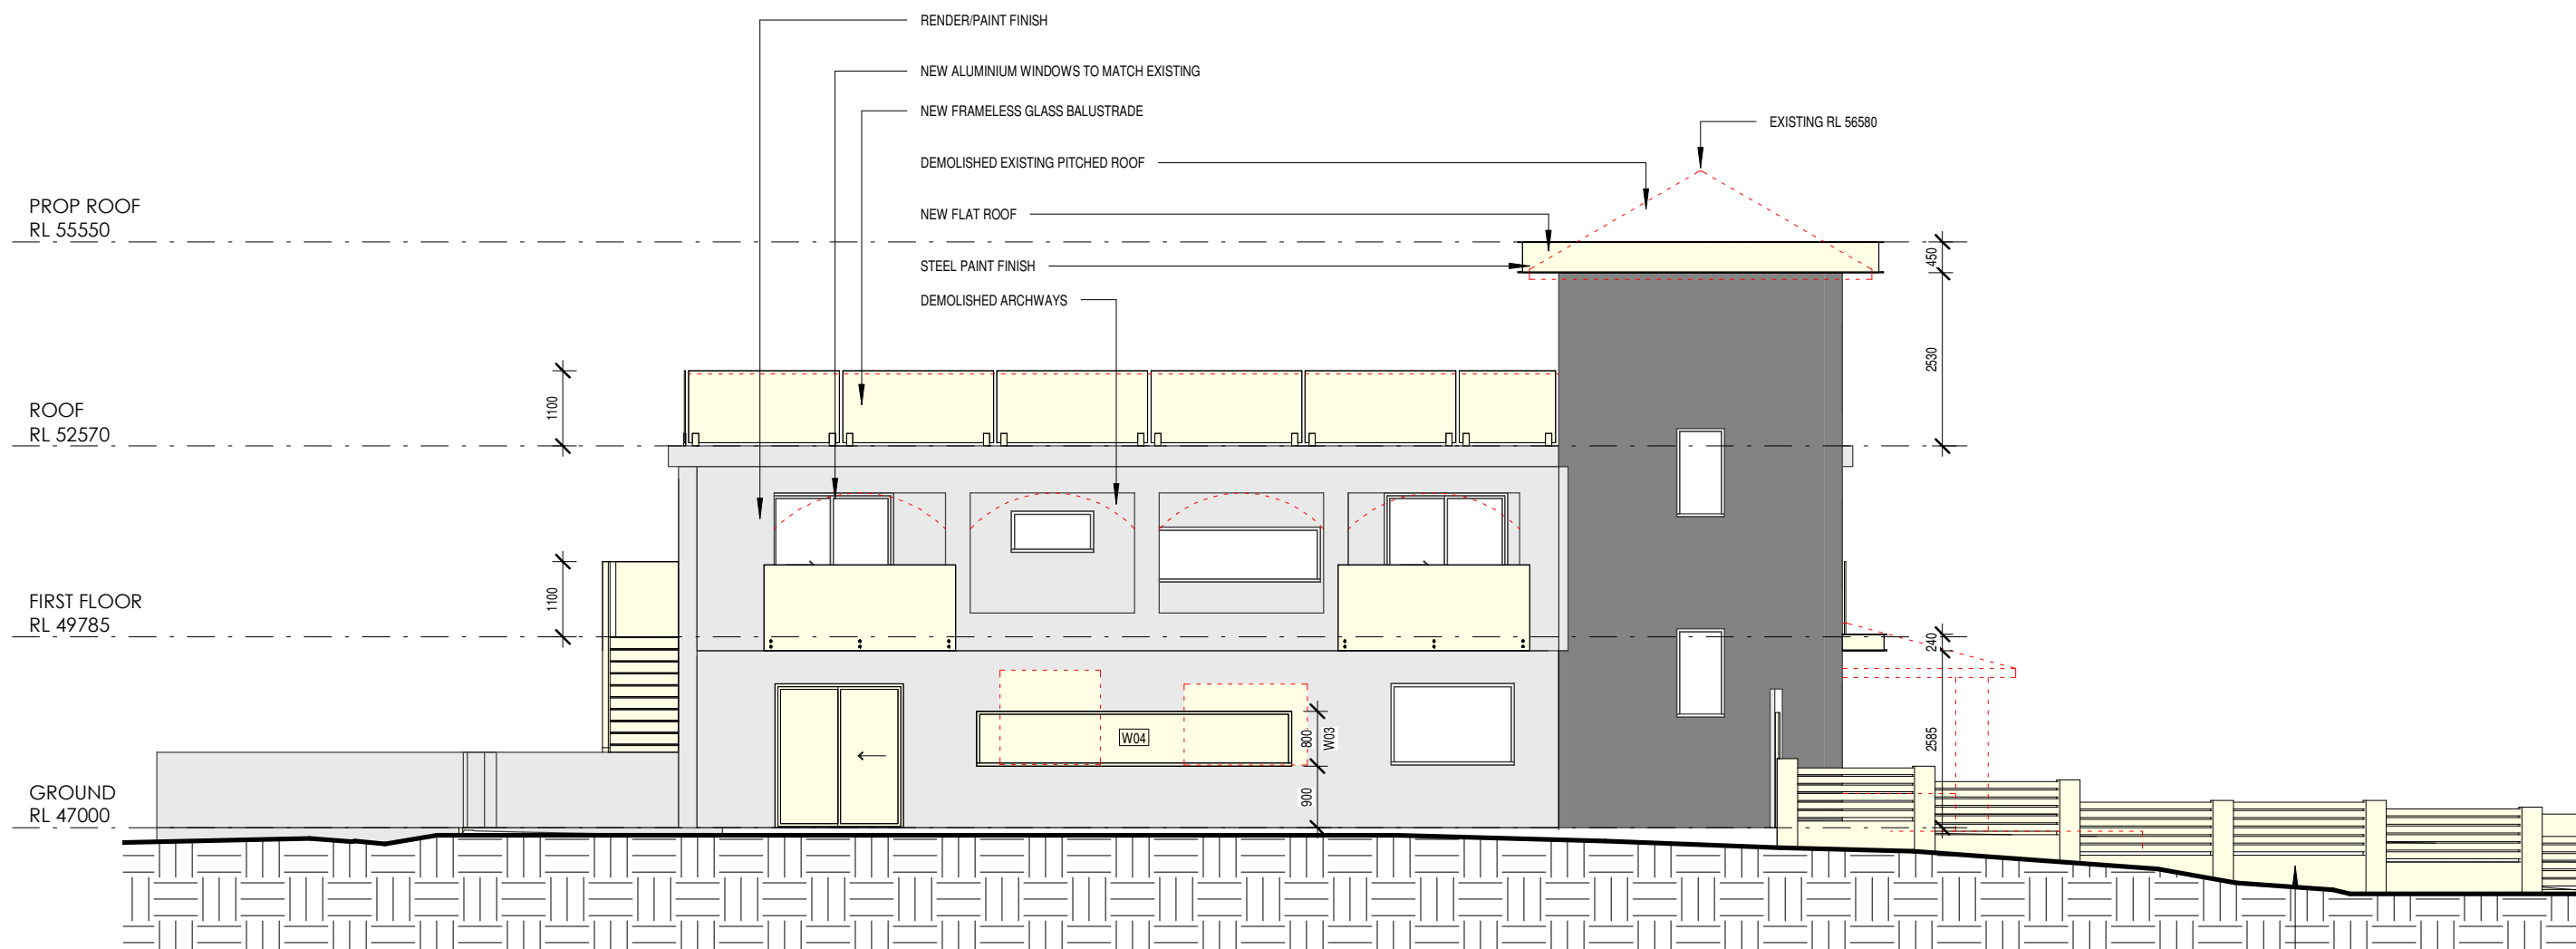 RENDER/PAINT FINISH
NEW ALUMINIUM WINDOWS TO MATCH EXISTING
NEW FRAMELESS GLASS BALUSTRADE
EXISTING RL 56580
DEMOLISHED EXISTING PITCHED ROOF
PROP ROOF
RL 55550
NEW FLAT ROOF
450
STEEL PAINT FINISH
DEMOLISHED ARCHWAYS
2530
1100
ROOF
RL 52570
1100
FIRST FLOOR
RL 49785
240
W04
800
W03
2585
900
GROUND
RL 47000